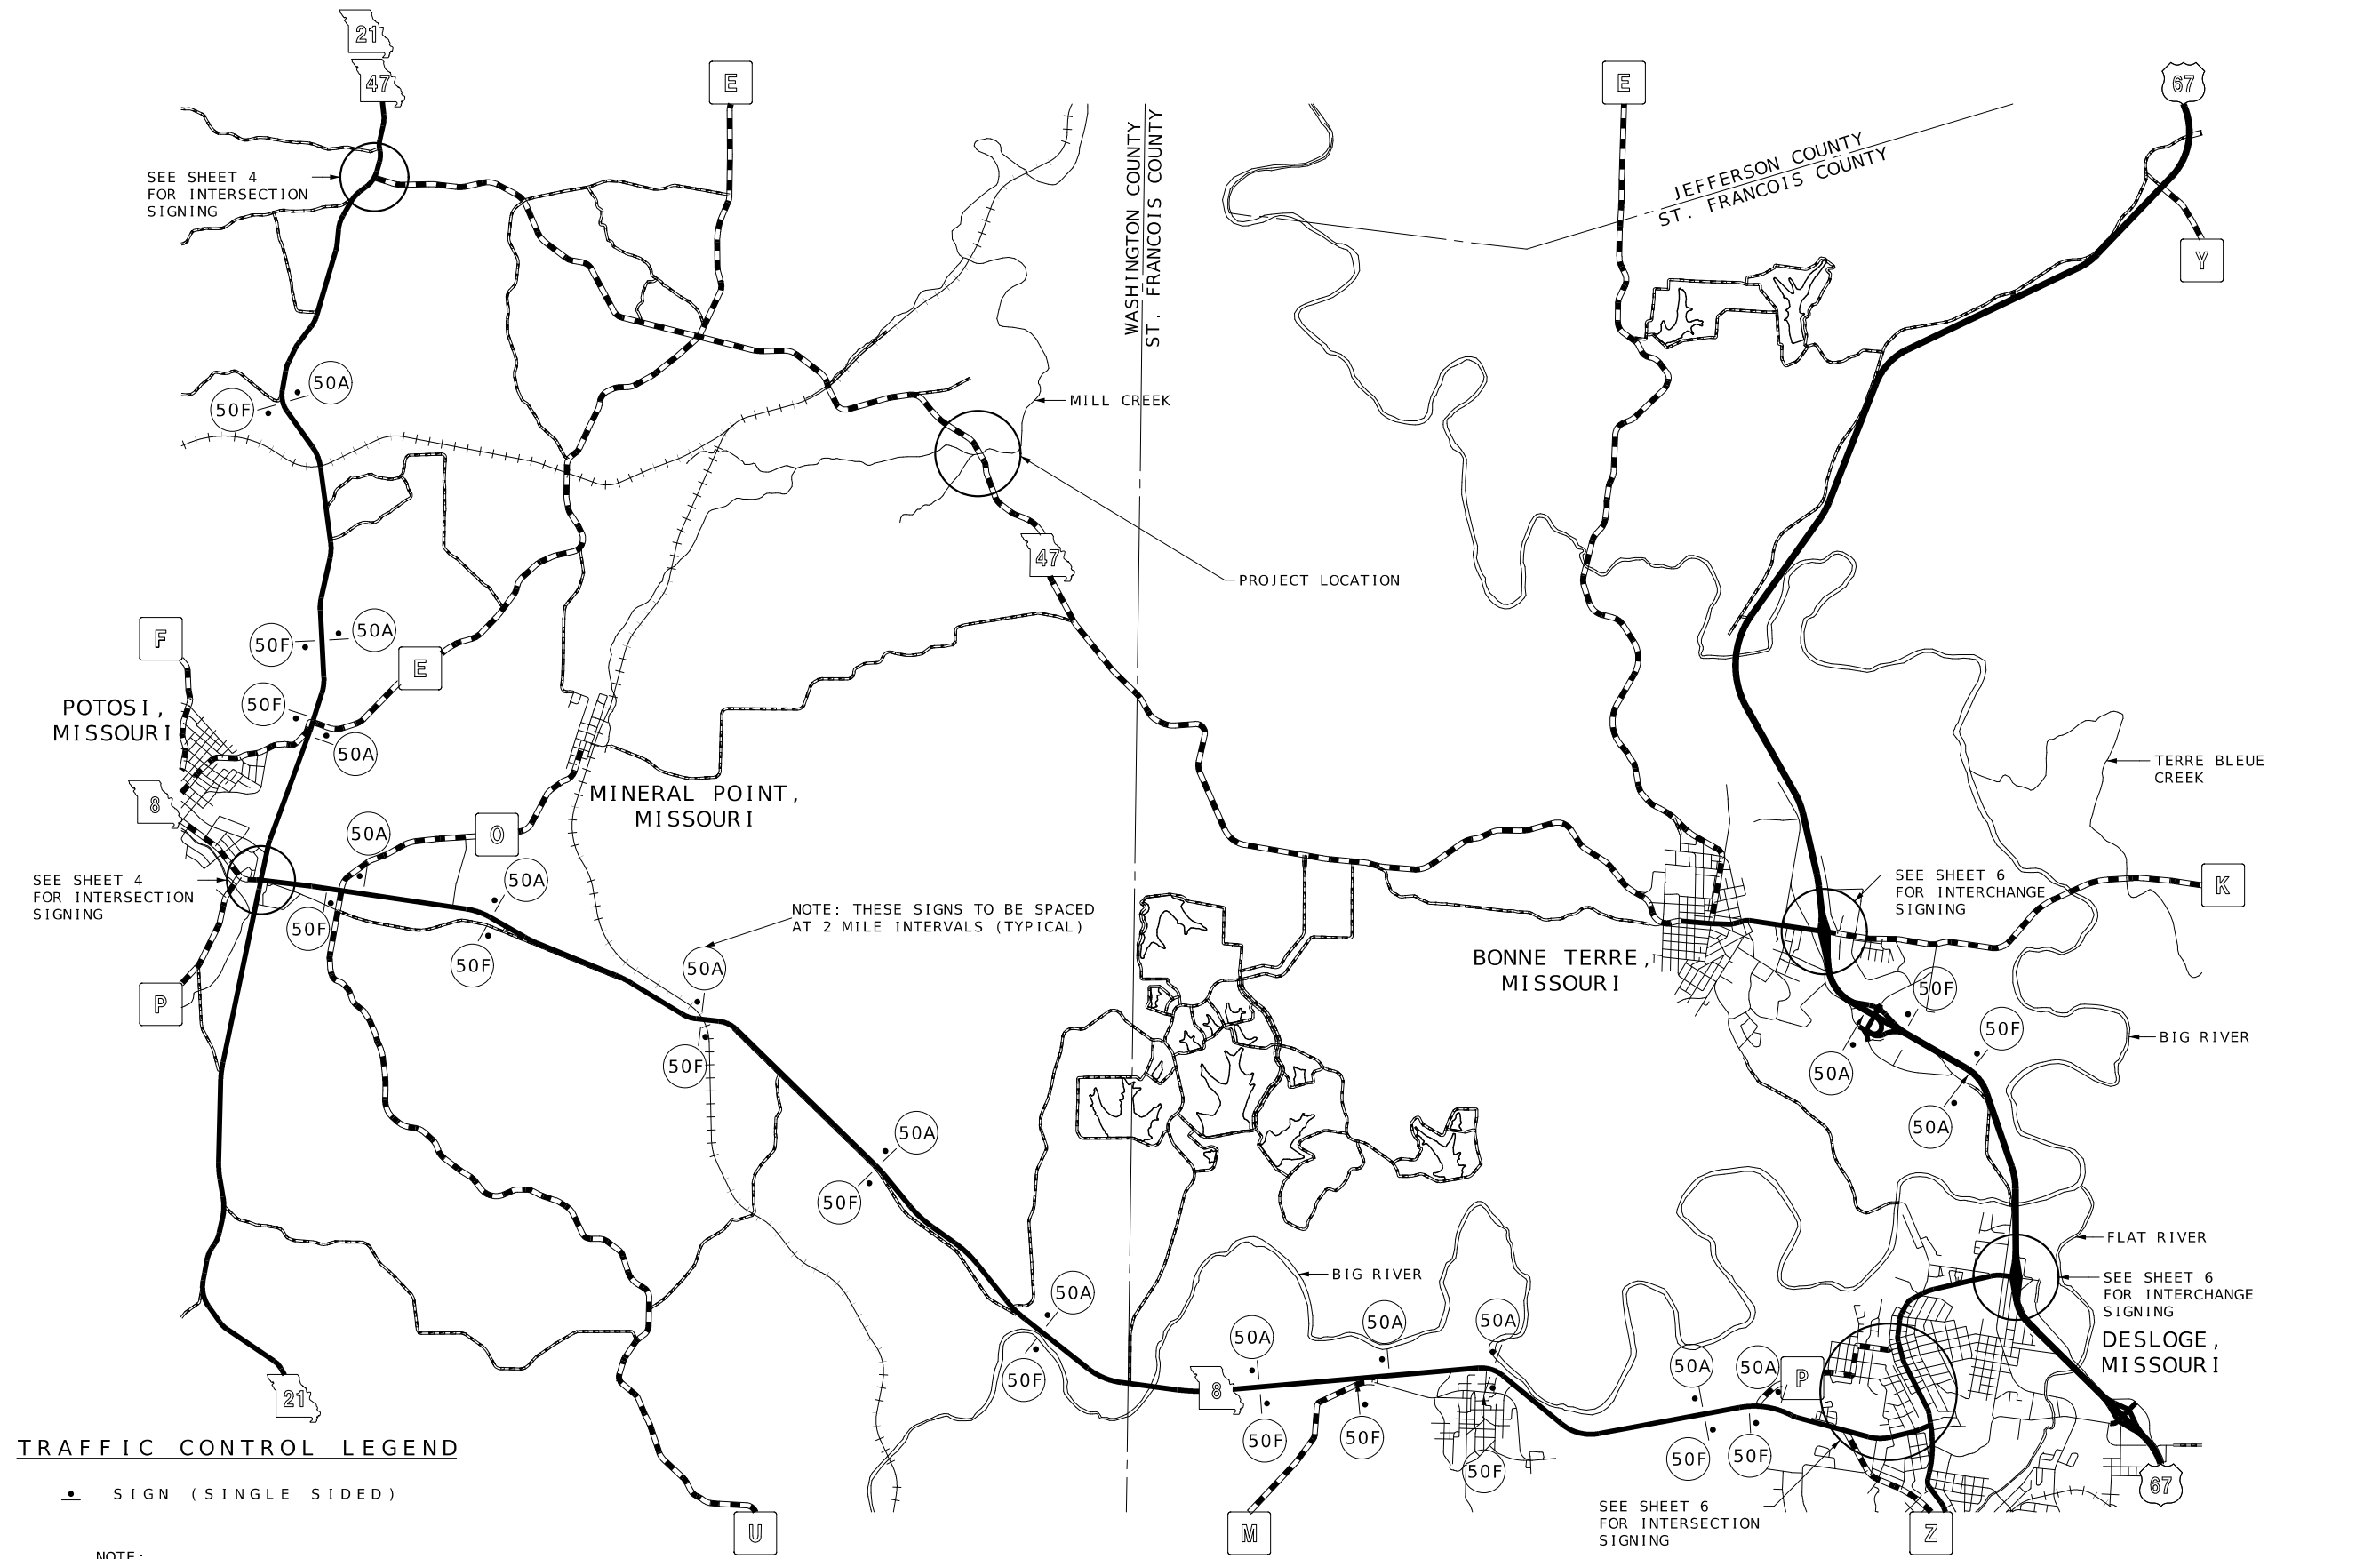 21
47
E
E
67
JEFFERSON COUNTY
ST. FRANCOIS COUNTY
WASHINGTON COUNTY
ST. FRANCOIS COUNTY
SEE SHEET 4
FOR INTERSECTION
SIGNING
Y
50A
50F
MILL CREEK
47
PROJECT LOCATION
F
50F
50A
E
50F
50A
POTOSI,
MISSOURI
8
MINERAL POINT,
MISSOURI
TERRE BLEUE
CREEK
O
50A
50A
SEE SHEET 4
FOR INTERSECTION
SIGNING
50F
50F
NOTE: THESE SIGNS TO BE SPACED
AT 2 MILE INTERVALS (TYPICAL)
50A
50F
SEE SHEET 6
FOR INTERCHANGE
SIGNING
K
BONNE TERRE,
MISSOURI
50F
50F
50A
50A
BIG RIVER
P
50A
50F
FLAT RIVER
BIG RIVER
SEE SHEET 6
FOR INTERCHANGE
SIGNING
50A
50F
50A
50A
50A
50A
50A
P
DESLOGE,
MISSOURI
8
50F
50F
50F
50F
50F
21
67
SEE SHEET 6
FOR INTERSECTION
SIGNING
U
M
Z
TRAFFIC CONTROL LEGEND
SIGN (SINGLE SIDED)
NOTE: